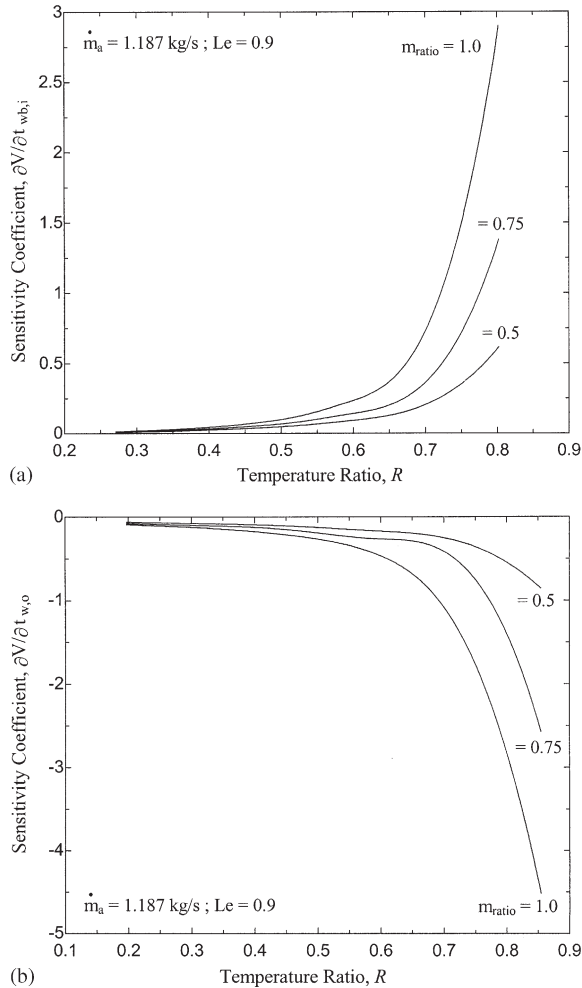 3
ṁa = 1.187 kg/s ; Le = 0.9
mratio = 1.0
2.5
2
1.5
= 0.75
1
= 0.5
0.5
0
Sensitivity Coefficient, ∂V/∂t wb,i
0.2 0.3 0.4 0.5 0.6 0.7 0.8 0.9
(a)
Temperature Ratio, R
0
-1
= 0.5
-2
= 0.75
-3
-4
ṁa = 1.187 kg/s ; Le = 0.9
mratio = 1.0
-5
Sensitivity Coefficient, ∂V/∂t w,o
0.1 0.2 0.3 0.4 0.5 0.6 0.7 0.8 0.9
(b)
Temperature Ratio, R